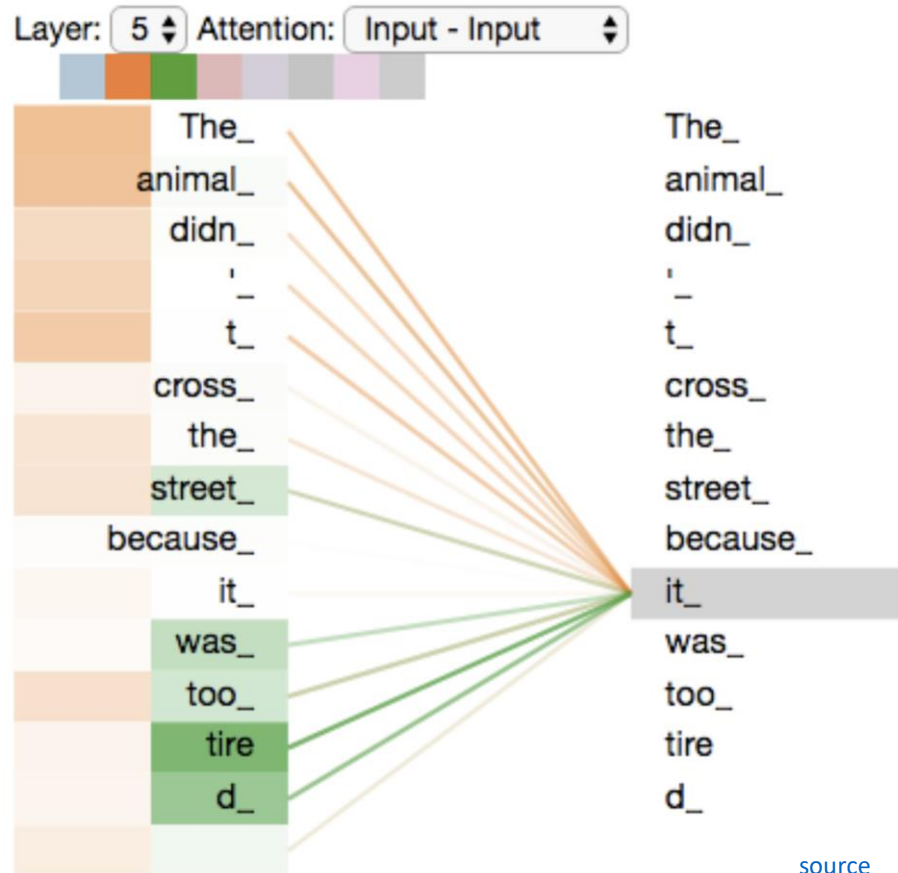 Layer: 5 Attention: Input - Input
The_ The_
animal_ animal_
didn_ didn_
'_ '_
t_ t_
cross_ cross_
the_ the_
street_ street_
because_ because_
it_ it_
was_ was_
too_ too_
tire tire
d_ d_
source